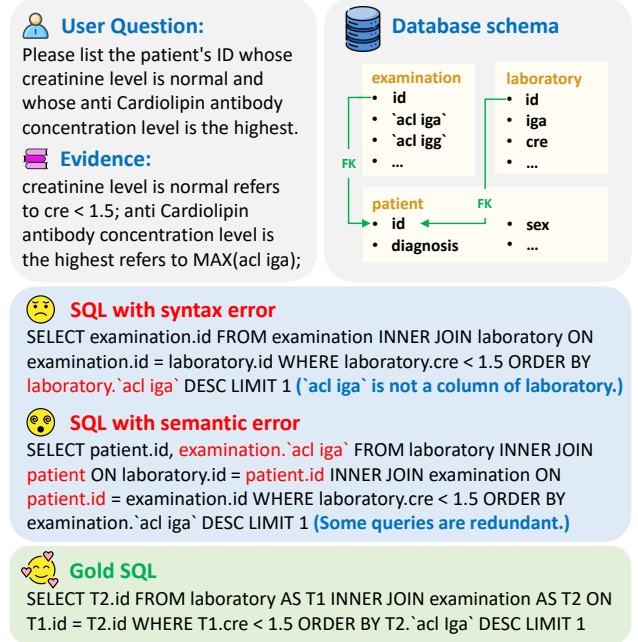 User Question:
Please list the patient's ID whose
creatinine level is normal and
whose anti Cardiolipin antibody
concentration level is the highest.
Evidence:
creatinine level is normal refers
to cre < 1.5; anti Cardiolipin
antibody concentration level is
the highest refers to MAX(acl iga);
Database schema
examination
• id
• `acl iga`
• `acl igg`
• ...
laboratory
• id
• iga
• cre
• ...
FK
FK
patient
• id
• diagnosis
• sex
• ...
SQL with syntax error
SELECT examination.id FROM examination INNER JOIN laboratory ON
examination.id = laboratory.id WHERE laboratory.cre < 1.5 ORDER BY
laboratory.`acl iga` DESC LIMIT 1 (`acl iga` is not a column of laboratory.)
SQL with semantic error
SELECT patient.id, examination.`acl iga` FROM laboratory INNER JOIN
patient ON laboratory.id = patient.id INNER JOIN examination ON
patient.id = examination.id WHERE laboratory.cre < 1.5 ORDER BY
examination.`acl iga` DESC LIMIT 1 (Some queries are redundant.)
Gold SQL
SELECT T2.id FROM laboratory AS T1 INNER JOIN examination AS T2 ON
T1.id = T2.id WHERE T1.cre < 1.5 ORDER BY T2.`acl Iga` DESC LIMIT 1